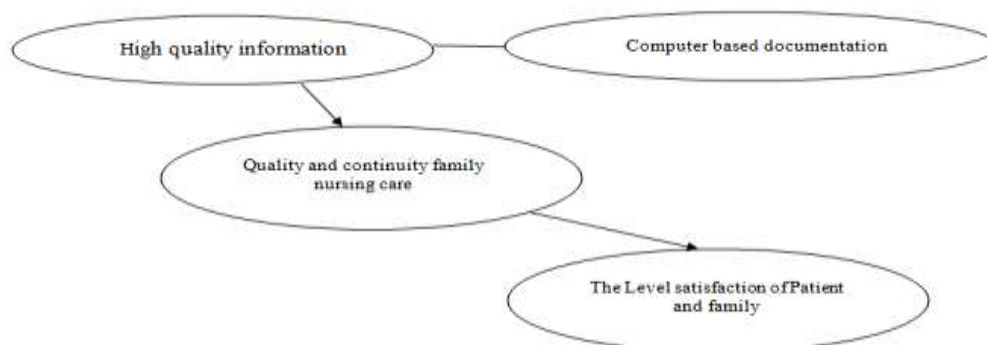 High quality information
Computer based documentation
Quality and continuity family
nursing care
The Level satisfaction of Patient
and family